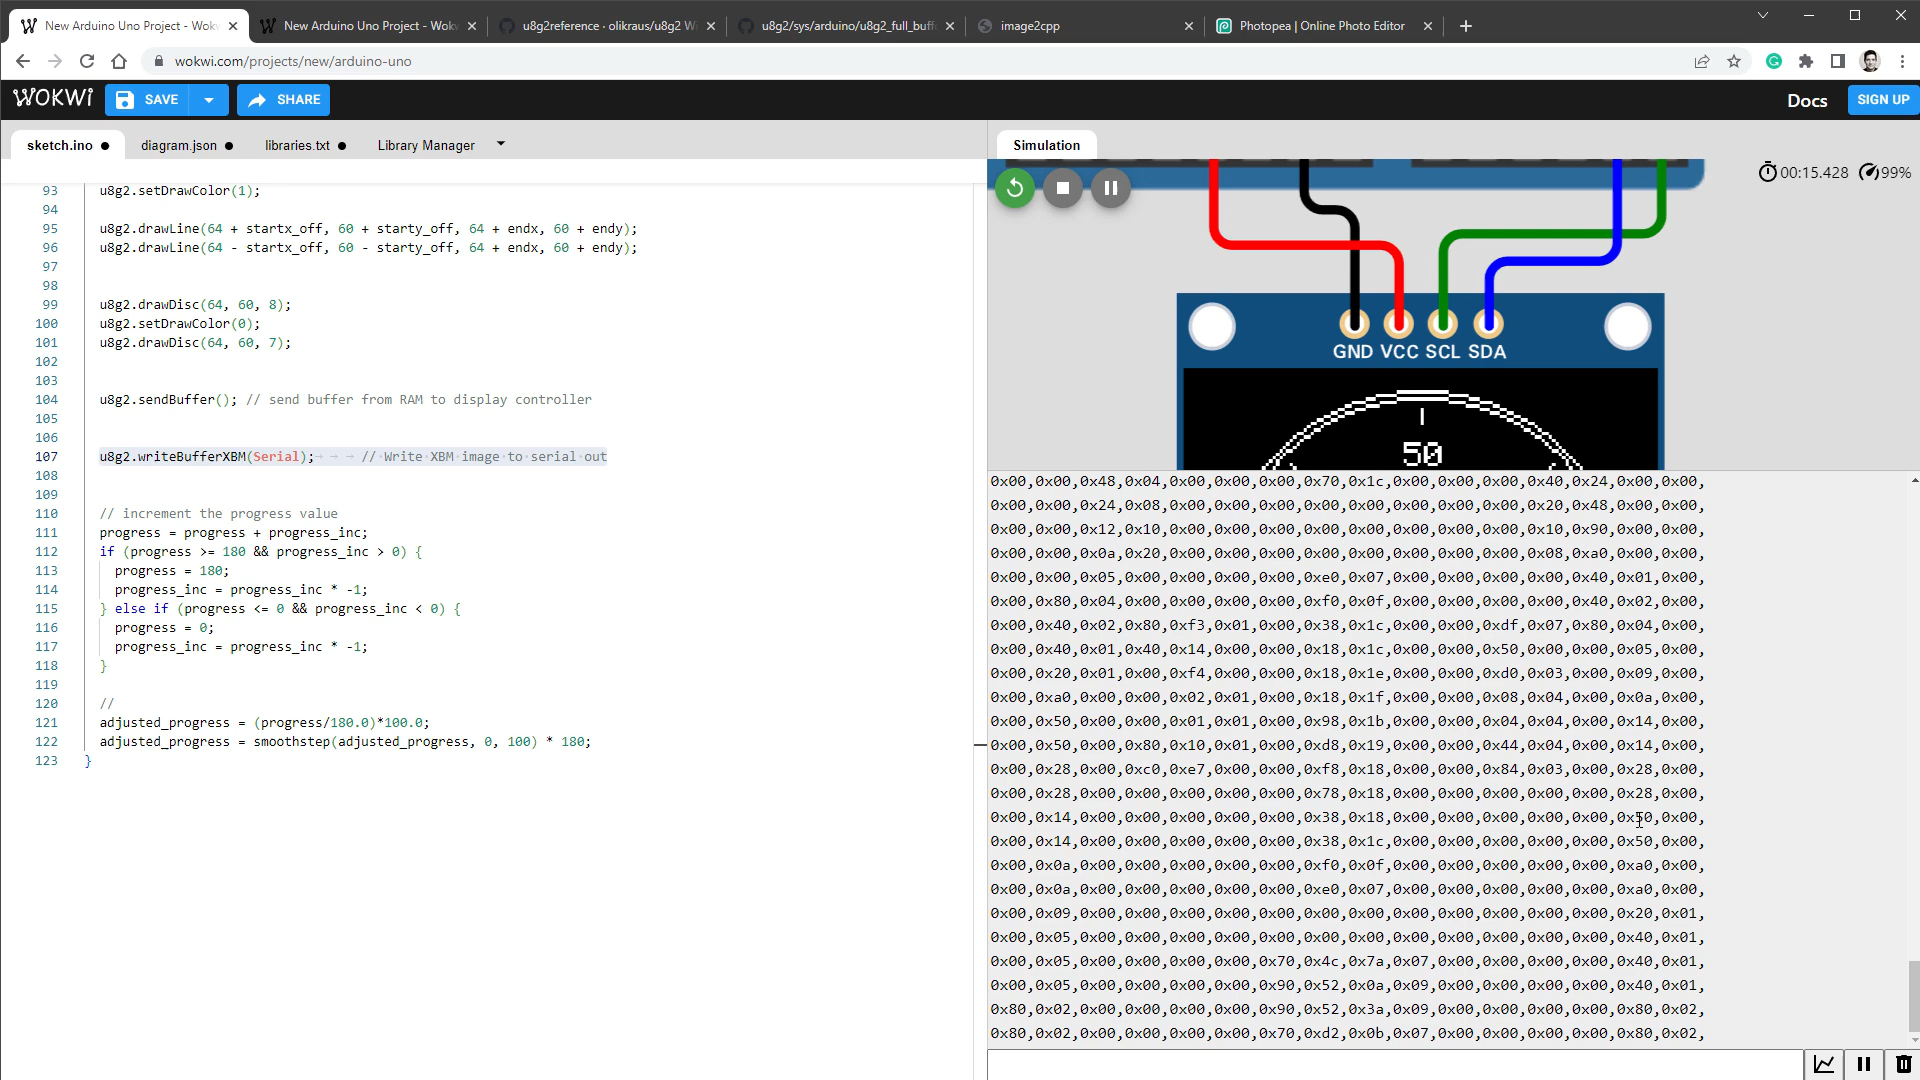 New Arduino Uno Project - Wokw
New Arduino Uno Project - Wokw
u8g2reference · olikraus/u8g2 W
u8g2/sys/arduino/u8g2_full_buff
image2cpp
Photopea | Online Photo Editor
wokwi.com/projects/new/arduino-uno
WOKWI
SAVE
SHARE
Docs
SIGN UP
sketch.ino
diagram.json
libraries.txt
Library Manager
Simulation
93 u8g2.setDrawColor(1);
94
95 u8g2.drawLine(64 + startx_off, 60 + starty_off, 64 + endx, 60 + endy);
96 u8g2.drawLine(64 - startx_off, 60 - starty_off, 64 + endx, 60 + endy);
97
98
99 u8g2.drawDisc(64, 60, 8);
100 u8g2.setDrawColor(0);
101 u8g2.drawDisc(64, 60, 7);
102
103
104 u8g2.sendBuffer(); // send buffer from RAM to display controller
105
106
107 u8g2.writeBufferXBM(Serial); // Write XBM image to serial out
108
109
110 // increment the progress value
111 progress = progress + progress_inc;
112 if (progress >= 180 && progress_inc > 0) {
113 progress = 180;
114 progress_inc = progress_inc * -1;
115 } else if (progress <= 0 && progress_inc < 0) {
116 progress = 0;
117 progress_inc = progress_inc * -1;
118 }
119
120 //
121 adjusted_progress = (progress/180.0)*100.0;
122 adjusted_progress = smoothstep(adjusted_progress, 0, 100) * 180;
123 }
00:15.428
99%
GND VCC SCL SDA
50
0x00,0x00,0x48,0x04,0x00,0x00,0x00,0x70,0x1c,0x00,0x00,0x00,0x40,0x24,0x00,0x00,
0x00,0x00,0x24,0x08,0x00,0x00,0x00,0x00,0x00,0x00,0x00,0x00,0x20,0x48,0x00,0x00,
0x00,0x00,0x12,0x10,0x00,0x00,0x00,0x00,0x00,0x00,0x00,0x00,0x10,0x90,0x00,0x00,
0x00,0x00,0x0a,0x20,0x00,0x00,0x00,0x00,0x00,0x00,0x00,0x00,0x08,0xa0,0x00,0x00,
0x00,0x00,0x05,0x00,0x00,0x00,0x00,0xe0,0x07,0x00,0x00,0x00,0x00,0x40,0x01,0x00,
0x00,0x80,0x04,0x00,0x00,0x00,0x00,0xf0,0x0f,0x00,0x00,0x00,0x00,0x40,0x02,0x00,
0x00,0x40,0x02,0x80,0xf3,0x01,0x00,0x38,0x1c,0x00,0x00,0xdf,0x07,0x80,0x04,0x00,
0x00,0x40,0x01,0x40,0x14,0x00,0x00,0x18,0x1c,0x00,0x00,0x50,0x00,0x00,0x05,0x00,
0x00,0x20,0x01,0x00,0xf4,0x00,0x00,0x18,0x1e,0x00,0x00,0xd0,0x03,0x00,0x09,0x00,
0x00,0xa0,0x00,0x00,0x02,0x01,0x00,0x18,0x1f,0x00,0x00,0x08,0x04,0x00,0x0a,0x00,
0x00,0x50,0x00,0x00,0x01,0x01,0x00,0x98,0x1b,0x00,0x00,0x04,0x04,0x00,0x14,0x00,
0x00,0x50,0x00,0x80,0x10,0x01,0x00,0xd8,0x19,0x00,0x00,0x44,0x04,0x00,0x14,0x00,
0x00,0x28,0x00,0xc0,0xe7,0x00,0x00,0xf8,0x18,0x00,0x00,0x84,0x03,0x00,0x28,0x00,
0x00,0x28,0x00,0x00,0x00,0x00,0x00,0x78,0x18,0x00,0x00,0x00,0x00,0x00,0x28,0x00,
0x00,0x14,0x00,0x00,0x00,0x00,0x00,0x38,0x18,0x00,0x00,0x00,0x00,0x00,0x50,0x00,
0x00,0x14,0x00,0x00,0x00,0x00,0x00,0x38,0x1c,0x00,0x00,0x00,0x00,0x00,0x50,0x00,
0x00,0x0a,0x00,0x00,0x00,0x00,0x00,0xf0,0x0f,0x00,0x00,0x00,0x00,0x00,0xa0,0x00,
0x00,0x0a,0x00,0x00,0x00,0x00,0x00,0xe0,0x07,0x00,0x00,0x00,0x00,0x00,0xa0,0x00,
0x00,0x09,0x00,0x00,0x00,0x00,0x00,0x00,0x00,0x00,0x00,0x00,0x00,0x00,0x20,0x01,
0x00,0x05,0x00,0x00,0x00,0x00,0x00,0x00,0x00,0x00,0x00,0x00,0x00,0x00,0x40,0x01,
0x00,0x05,0x00,0x00,0x00,0x00,0x70,0x4c,0x7a,0x07,0x00,0x00,0x00,0x00,0x40,0x01,
0x00,0x05,0x00,0x00,0x00,0x00,0x90,0x52,0x0a,0x09,0x00,0x00,0x00,0x00,0x40,0x01,
0x80,0x02,0x00,0x00,0x00,0x00,0x90,0x52,0x3a,0x09,0x00,0x00,0x00,0x00,0x80,0x02,
0x80,0x02,0x00,0x00,0x00,0x00,0x70,0xd2,0x0b,0x07,0x00,0x00,0x00,0x00,0x80,0x02,